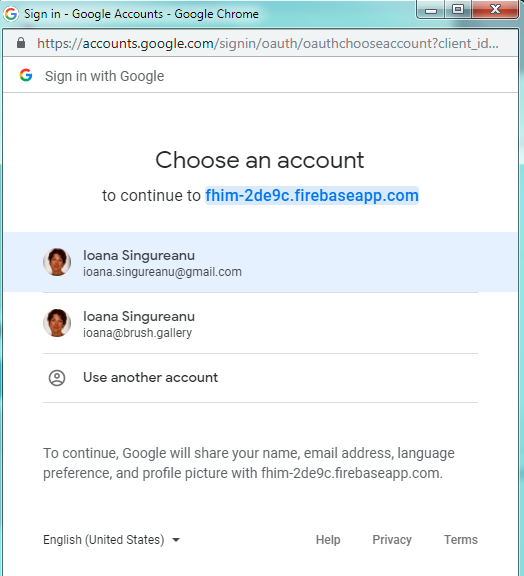 Sign in - Google Accounts - Google Chrome
https://accounts.google.com/signin/oauth/oauthchooseaccount?client_id...
Sign in with Google
Choose an account
to continue to fhim-2de9c.firebaseapp.com
Ioana Singureanu
ioana.singureanu@gmail.com
Ioana Singureanu
ioana@brush.gallery
Use another account
To continue, Google will share your name, email address, language
preference, and profile picture with fhim-2de9c.firebaseapp.com.
English (United States) Help Privacy Terms